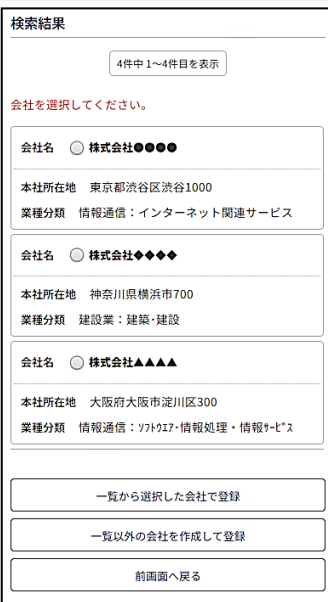 検索結果
4件中 1～4件目を表示
会社を選択してください。
会社名 株式会社●●●●
本社所在地 東京都渋谷区渋谷1000
業種分類 情報通信：インターネット関連サービス
会社名 株式会社◆◆◆◆
本社所在地 神奈川県横浜市700
業種分類 建設業：建築･建設
会社名 株式会社▲▲▲▲
本社所在地 大阪府大阪市淀川区300
業種分類 情報通信：ｿﾌﾄｳｴｱ･情報処理・情報ｻｰﾋﾞｽ
一覧から選択した会社で登録
一覧以外の会社を作成して登録
前画面へ戻る